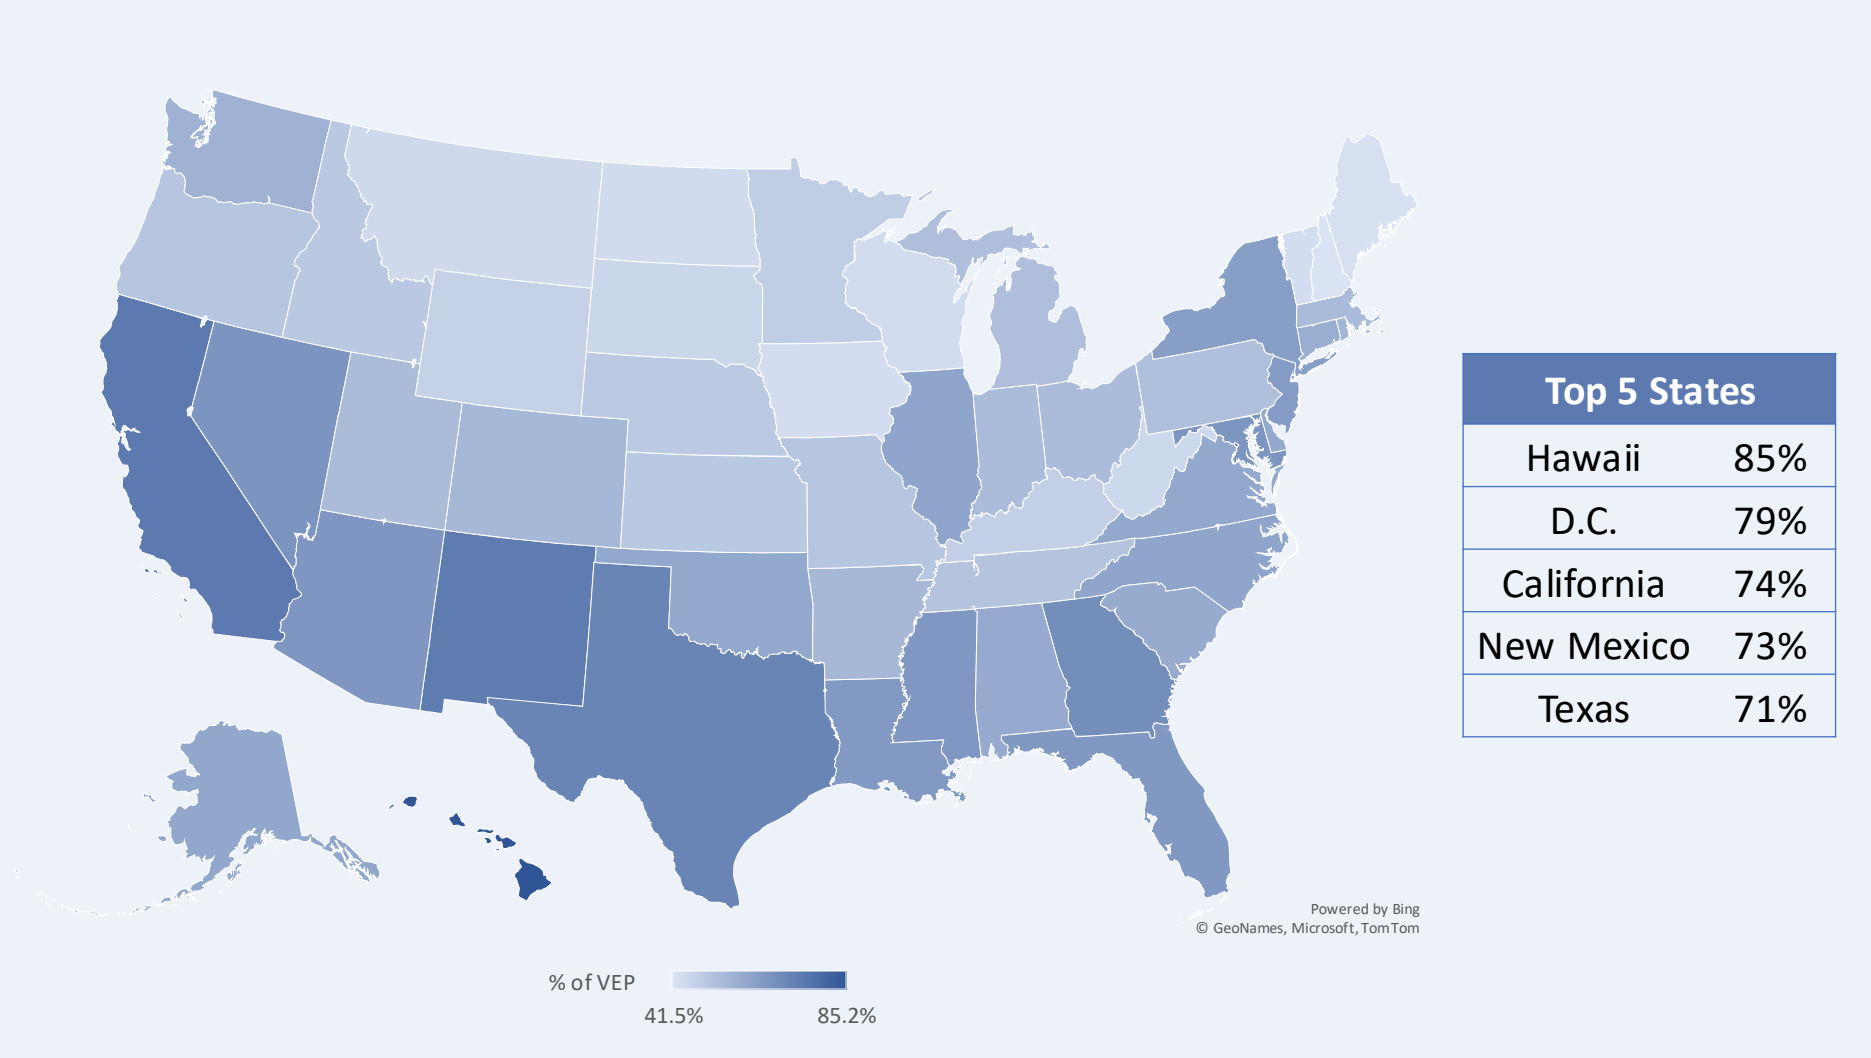 Top 5 States
Hawaii 85%
D.C. 79%
California 74%
New Mexico 73%
Texas 71%
Powered by Bing
© GeoNames, Microsoft, TomTom
% of VEP
41.5% 85.2%